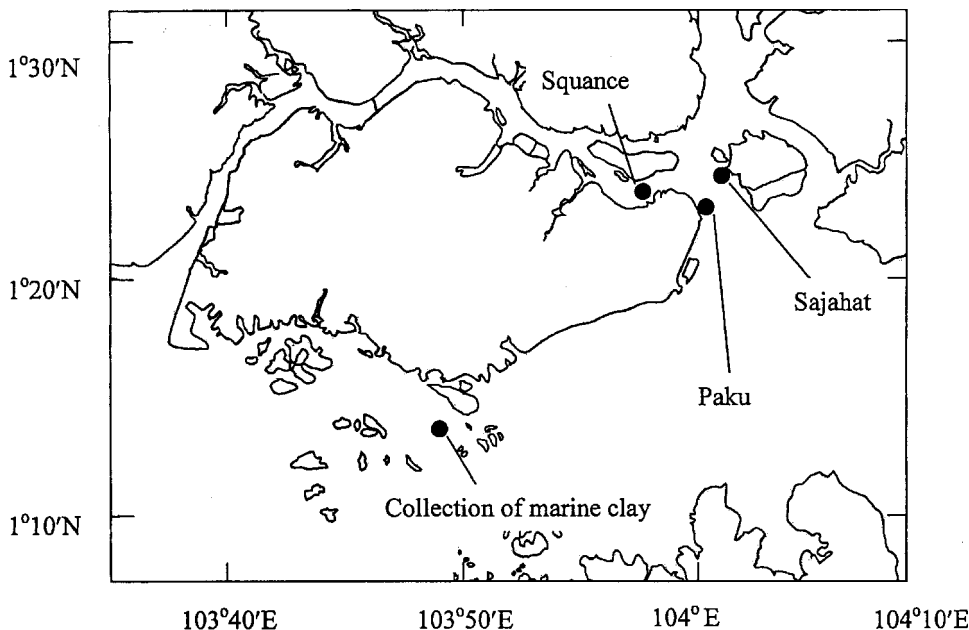 1°30′N
Squance
1°20′N
Sajahat
Paku
Collection of marine clay
1°10′N
103°40′E
103°50′E
104°E
104°10′E